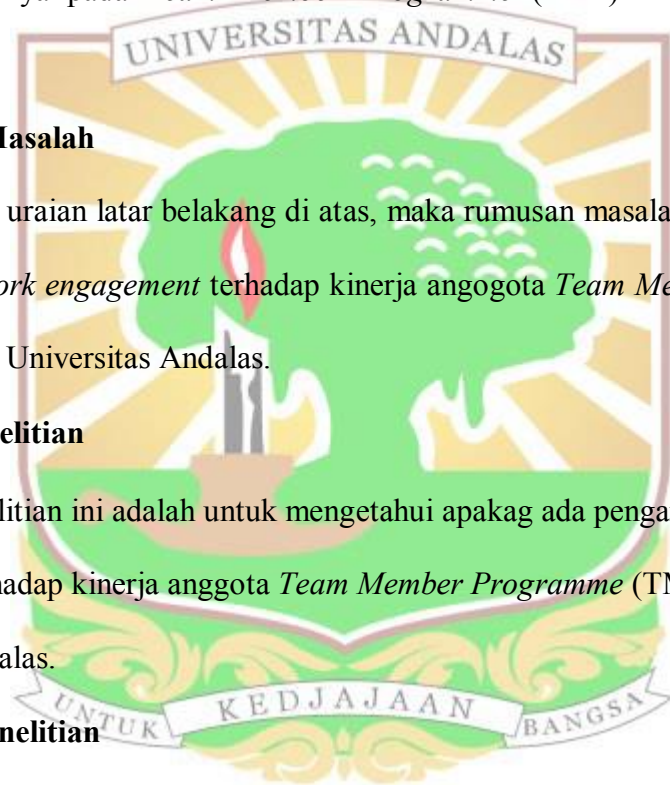 UNIVERSITAS ANDALAS
Masalah
uraian latar belakang di atas, maka rumusan masala
ork engagement terhadap kinerja angogota Team Me
Universitas Andalas.
elitian
litian ini adalah untuk mengetahui apakag ada penga
hadap kinerja anggota Team Member Programme (TM
alas.
UNTUK KEDJAJAAN BANGSA
nelitian